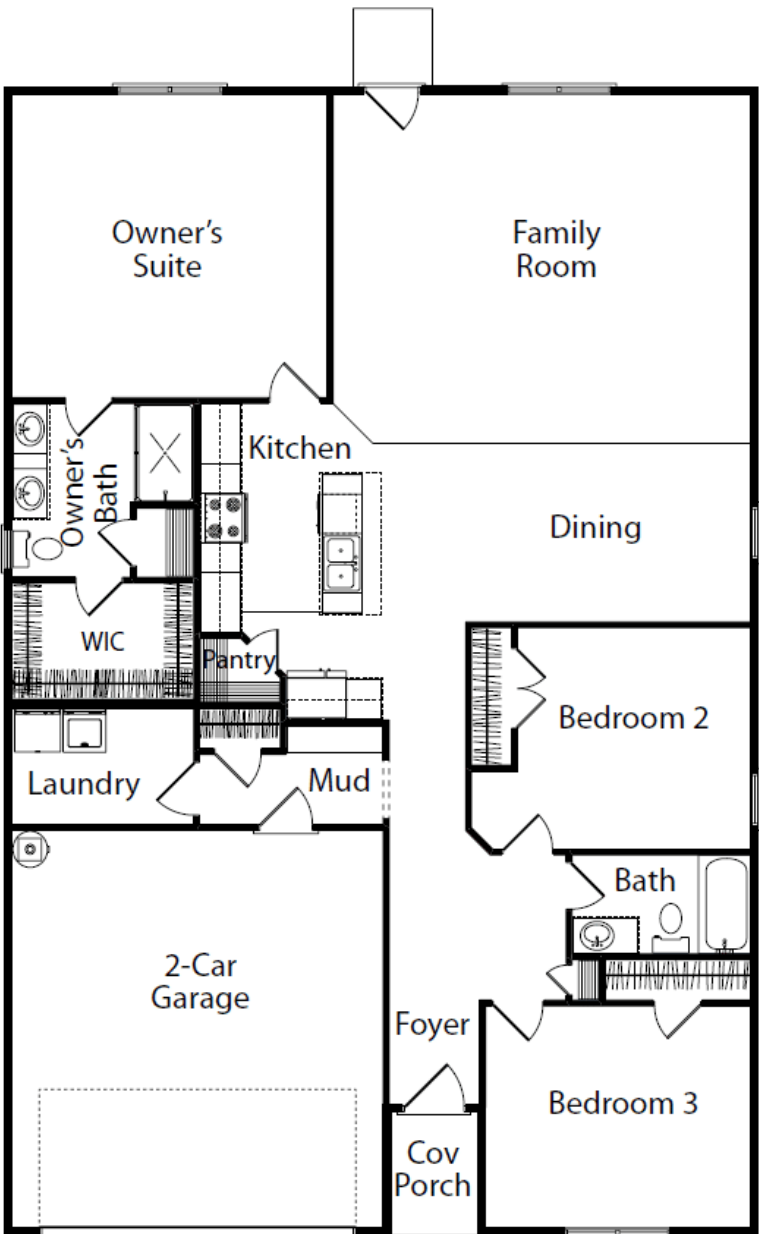 Owner's
Suite
Family
Room
Kitchen
Owner's
Bath
Dining
WIC
Pantry
Bedroom 2
Laundry
Mud
Bath
2-Car
Garage
Foyer
Bedroom 3
Cov
Porch